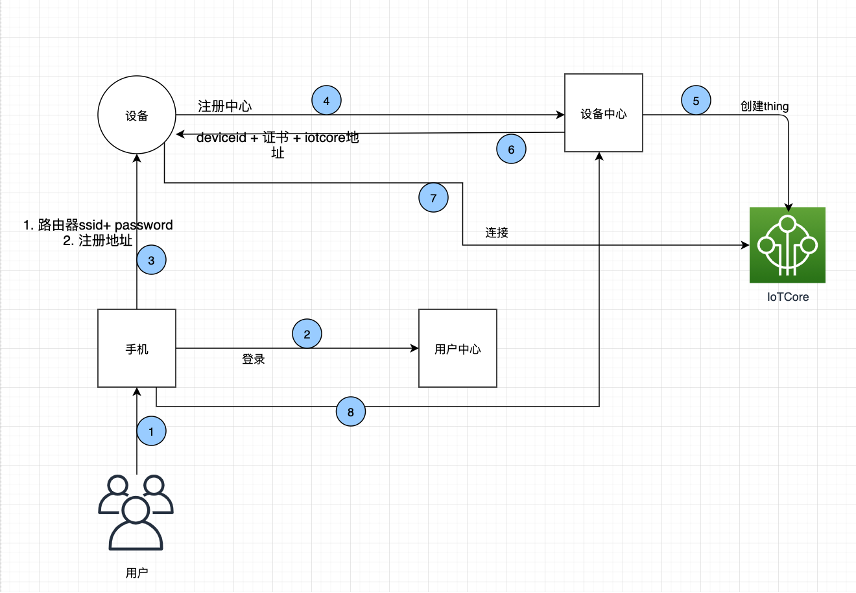 设备
注册中心
4
设备中心
5
创建thing
deviceid + 证书 + iotcore地
址
6
7
1. 路由器ssid+ password
2. 注册地址
3
连接
IoTCore
手机
2
登录
用户中心
8
1
用户